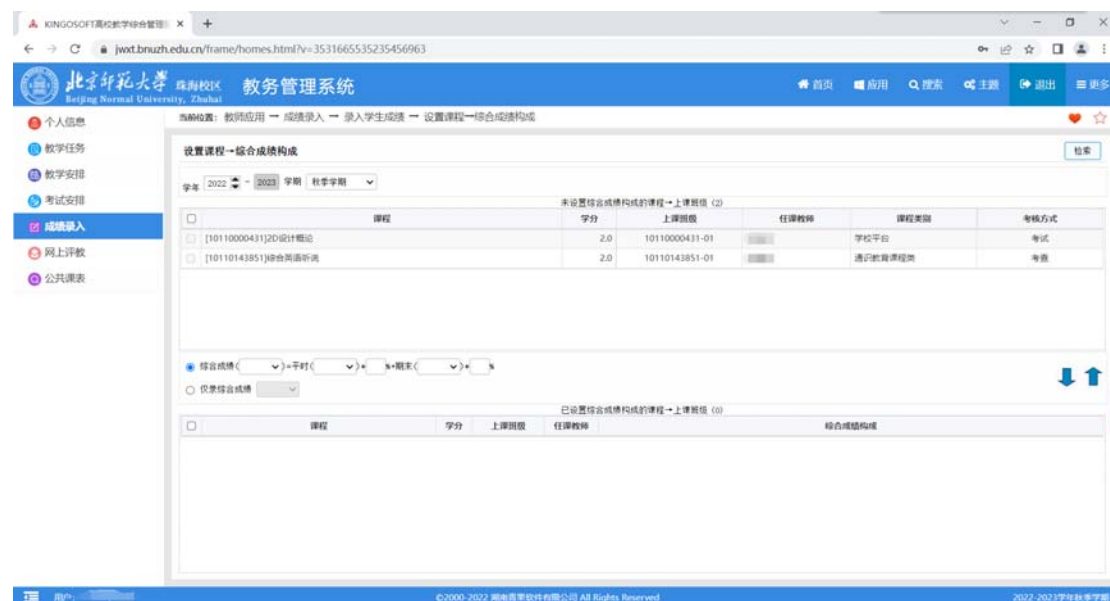 KINGOSOFT高校教学综合管理
jwxt.bnuzh.edu.cn/frame/homes.html?v=3531665535235456963
北京师范大学 珠海校区 教务管理系统
Beijing Normal University, Zhuhai
首页 应用 搜索 主题 退出 更多
个人信息
教学任务
教学安排
考试安排
成绩录入
网上评教
公共课表
当前位置：教师应用 → 成绩录入 → 录入学生成绩 → 设置课程→综合成绩构成
设置课程→综合成绩构成
检索
学年 2022 - 2023 学期 秋季学期
未设置综合成绩构成的课程→上课班级 (2)
课程 学分 上课班级 任课教师 课程类别 考核方式
[10110000431]2D设计概论 2.0 10110000431-01 学校平台 考试
[10110143851]综合英语听说 2.0 10110143851-01 通识教育课程类 考查
综合成绩( )=平时( )* %+期末( )* %
仅录综合成绩
已设置综合成绩构成的课程→上课班级 (0)
课程 学分 上课班级 任课教师 综合成绩构成
用户:
©2000-2022 湖南青果软件有限公司 All Rights Reserved
2022-2023学年秋季学期